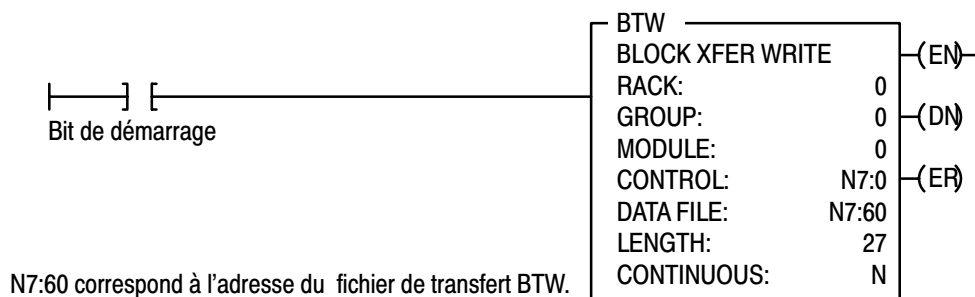 BTW
BLOCK XFER WRITE (EN)
RACK: 0
GROUP: 0 (DN)
MODULE: 0
CONTROL: N7:0 (ER)
DATA FILE: N7:60
LENGTH: 27
CONTINUOUS: N
Bit de démarrage
N7:60 correspond à l’adresse du fichier de transfert BTW.